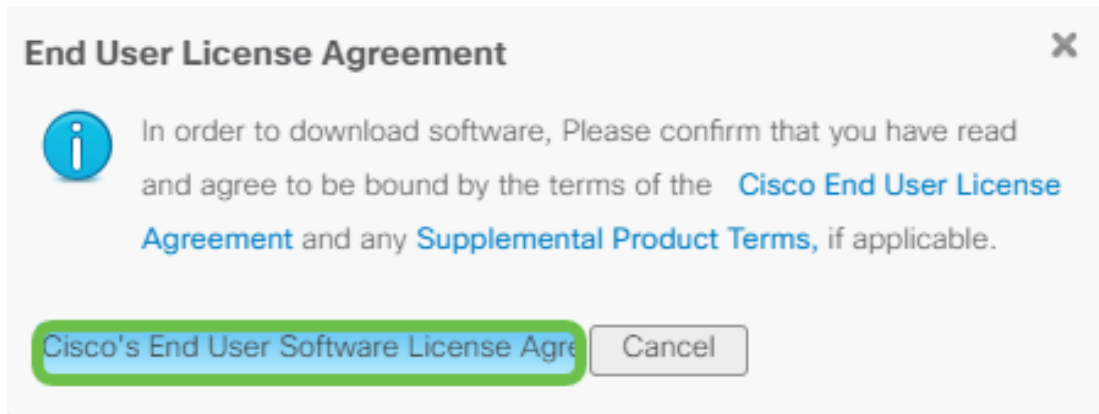 End User License Agreement
In order to download software, Please confirm that you have read
and agree to be bound by the terms of the Cisco End User License
Agreement and any Supplemental Product Terms, if applicable.
Cisco's End User Software License Agre Cancel